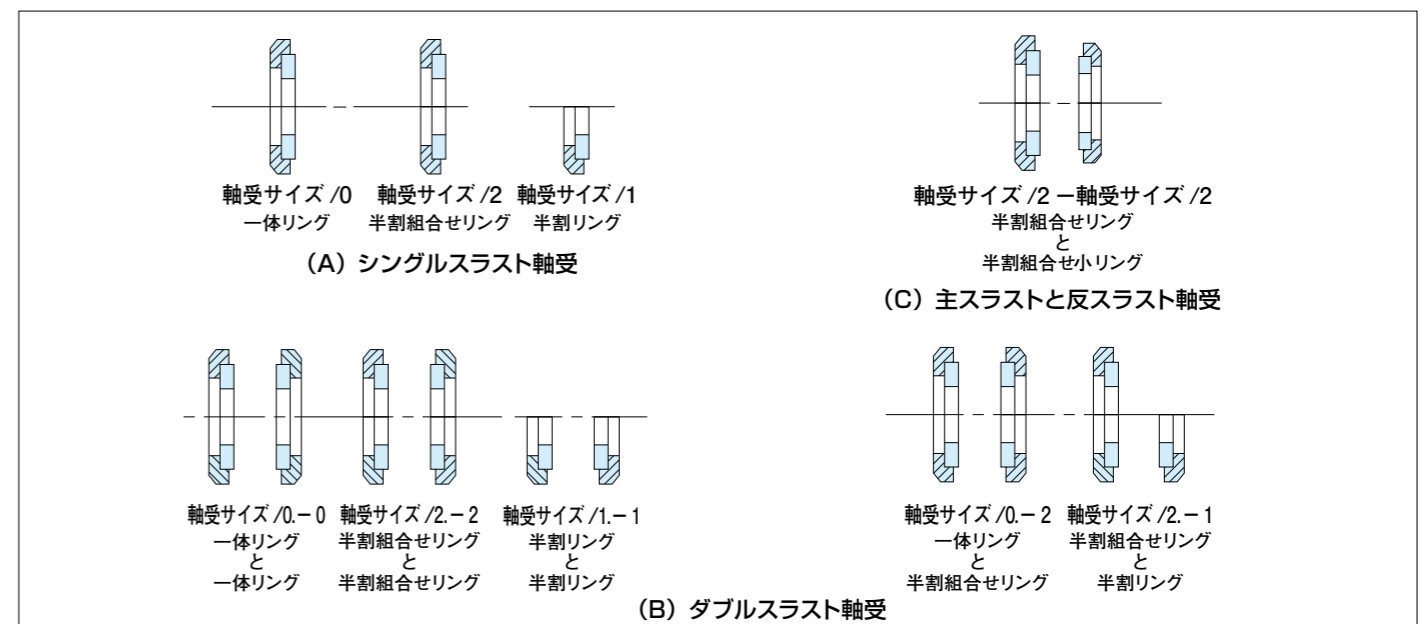 軸受サイズ /0
一体リング
軸受サイズ /2
半割組合せリング
軸受サイズ /1
半割リング
(A) シングルスラスト軸受
軸受サイズ /2 ー軸受サイズ /2
半割組合せリング
と
半割組合せ小リング
(C) 主スラストと反スラスト軸受
軸受サイズ /0.− 0
一体リング
と
一体リング
軸受サイズ /2.− 2
半割組合せリング
と
半割組合せリング
軸受サイズ /1.− 1
半割リング
と
半割リング
軸受サイズ /0.− 2
一体リング
と
半割組合せリング
軸受サイズ /2.− 1
半割組合せリング
と
半割リング
(B) ダブルスラスト軸受